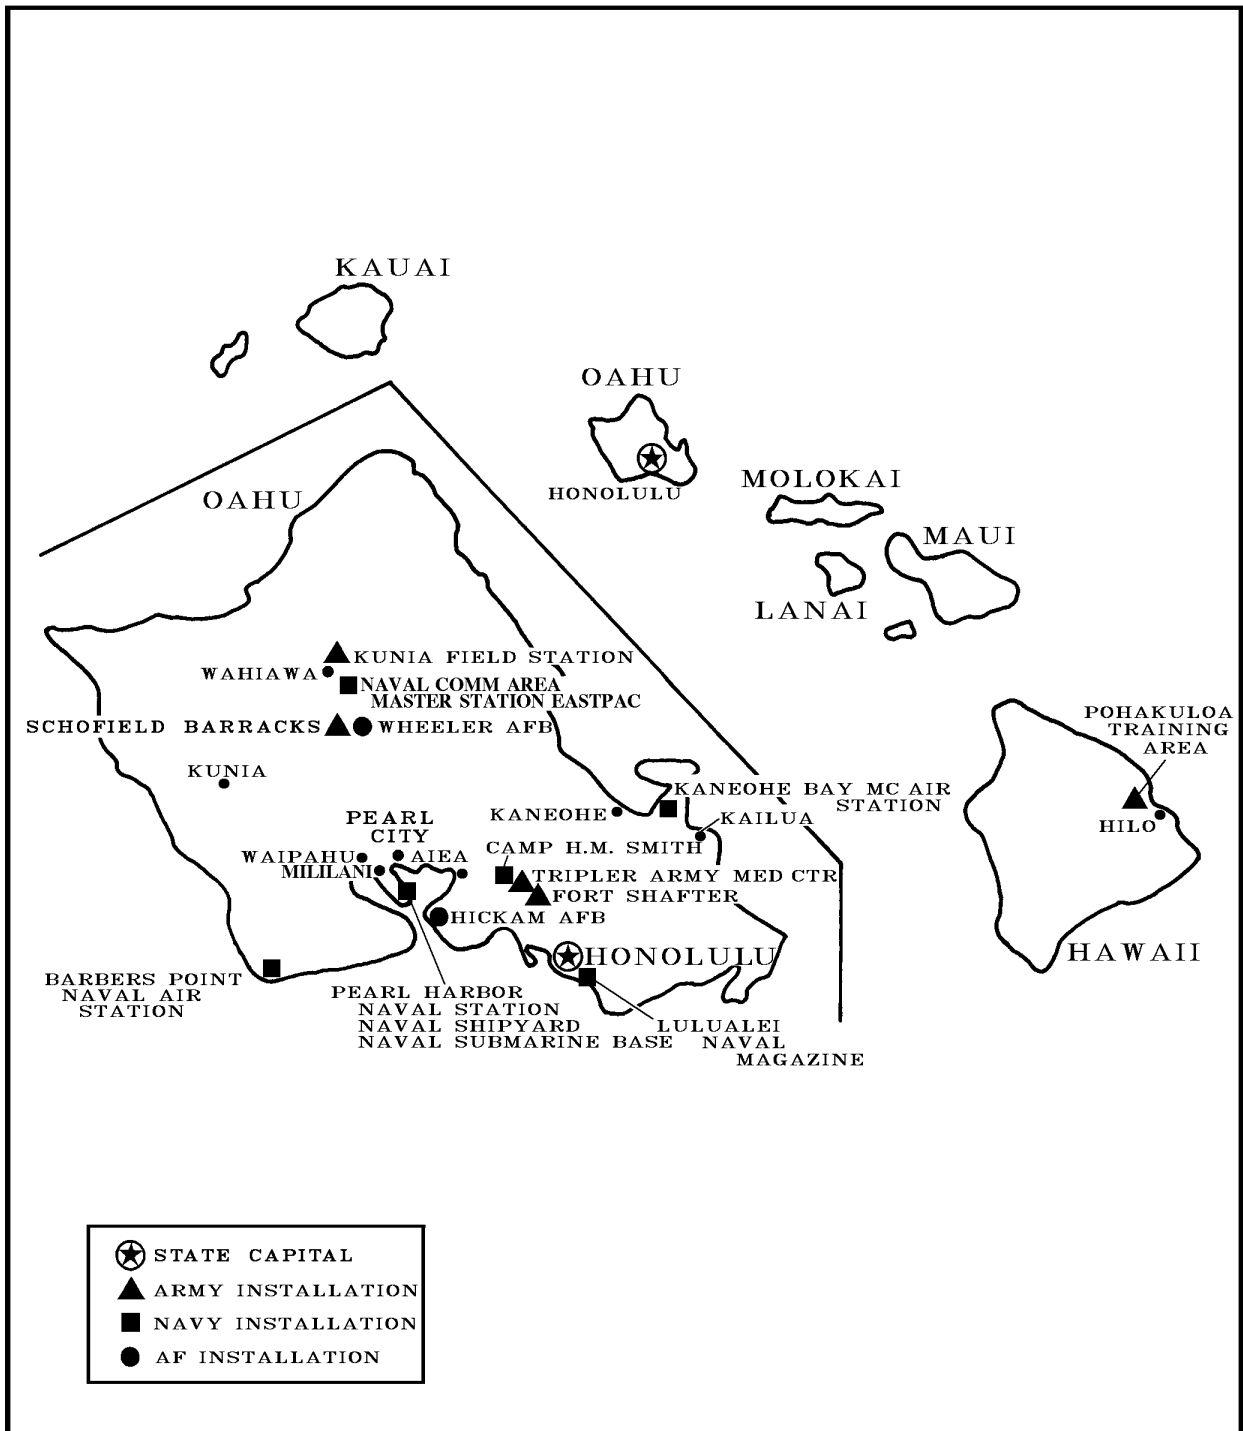 KAUAI
OAHU
HONOLULU
MOLOKAI
MAUI
LANAI
OAHU
KUNIA FIELD STATION
WAHIAWA
NAVAL COMM AREA
MASTER STATION EASTPAC
SCHOFIELD BARRACKS
WHEELER AFB
KUNIA
POHAKULOA
TRAINING
AREA
HILO
HAWAII
KANEOHE BAY MC AIR
STATION
KANEOHE
KAILUA
PEARL
CITY
WAIPAHU
AIEA
MILILANI
CAMP H.M. SMITH
TRIPLER ARMY MED CTR
FORT SHAFTER
HICKAM AFB
HONOLULU
BARBERS POINT
NAVAL AIR
STATION
PEARL HARBOR
NAVAL STATION
NAVAL SHIPYARD
NAVAL SUBMARINE BASE
LULUALEI
NAVAL
MAGAZINE
STATE CAPITAL
ARMY INSTALLATION
NAVY INSTALLATION
AF INSTALLATION